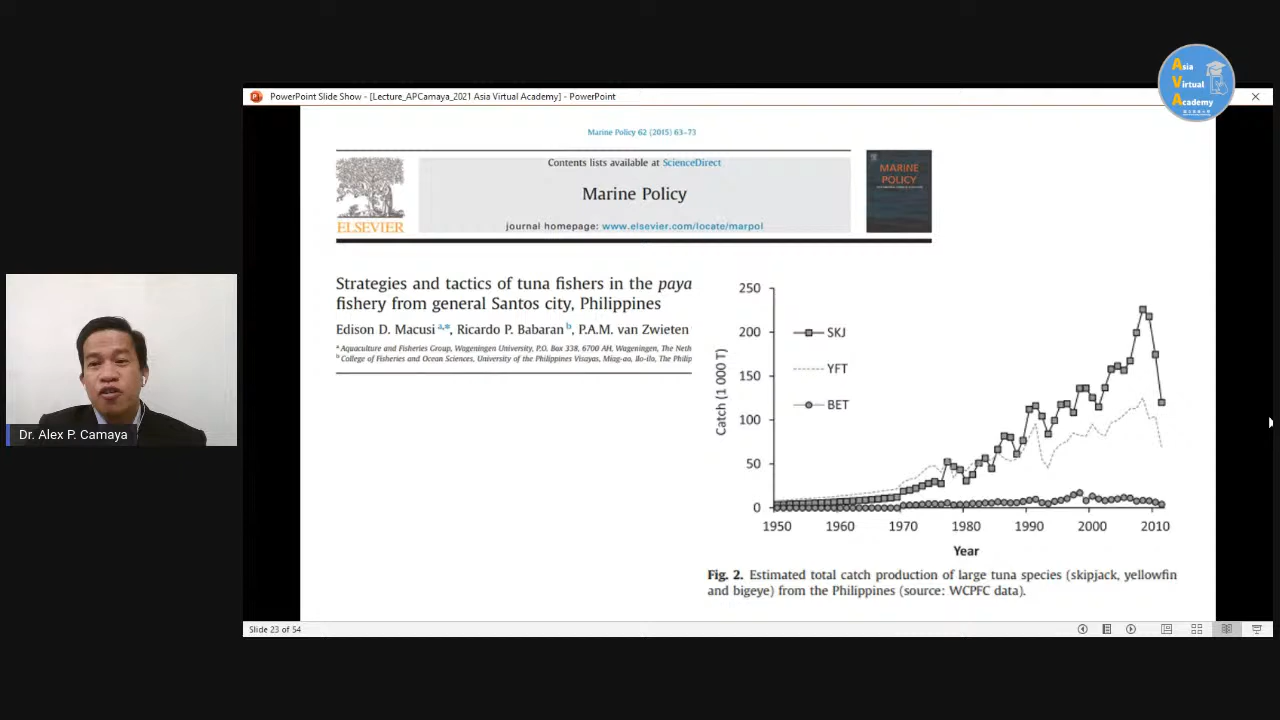 Asia
Virtual
Academy
PowerPoint Slide Show - [Lecture_APCamaya_2021 Asia Virtual Academy] - PowerPoint
Marine Policy 62 (2015) 63–73
Contents lists available at ScienceDirect
Marine Policy
journal homepage: www.elsevier.com/locate/marpol
ELSEVIER
MARINE
POLICY
Strategies and tactics of tuna fishers in the paya
fishery from general Santos city, Philippines
Edison D. Macusi a,*, Ricardo P. Babaran b, P.A.M. van Zwieten
a Aquaculture and Fisheries Group, Wageningen University, P.O. Box 338, 6700 AH, Wageningen, The Neth
b College of Fisheries and Ocean Sciences, University of the Philippines Visayas, Miag-ao, Ilo-ilo, The Philip
250
200
150
100
50
0
Catch (1 000 T)
SKJ
YFT
BET
1950 1960 1970 1980 1990 2000 2010
Year
Fig. 2. Estimated total catch production of large tuna species (skipjack, yellowfin
and bigeye) from the Philippines (source: WCPFC data).
Dr. Alex P. Camaya
Slide 23 of 54